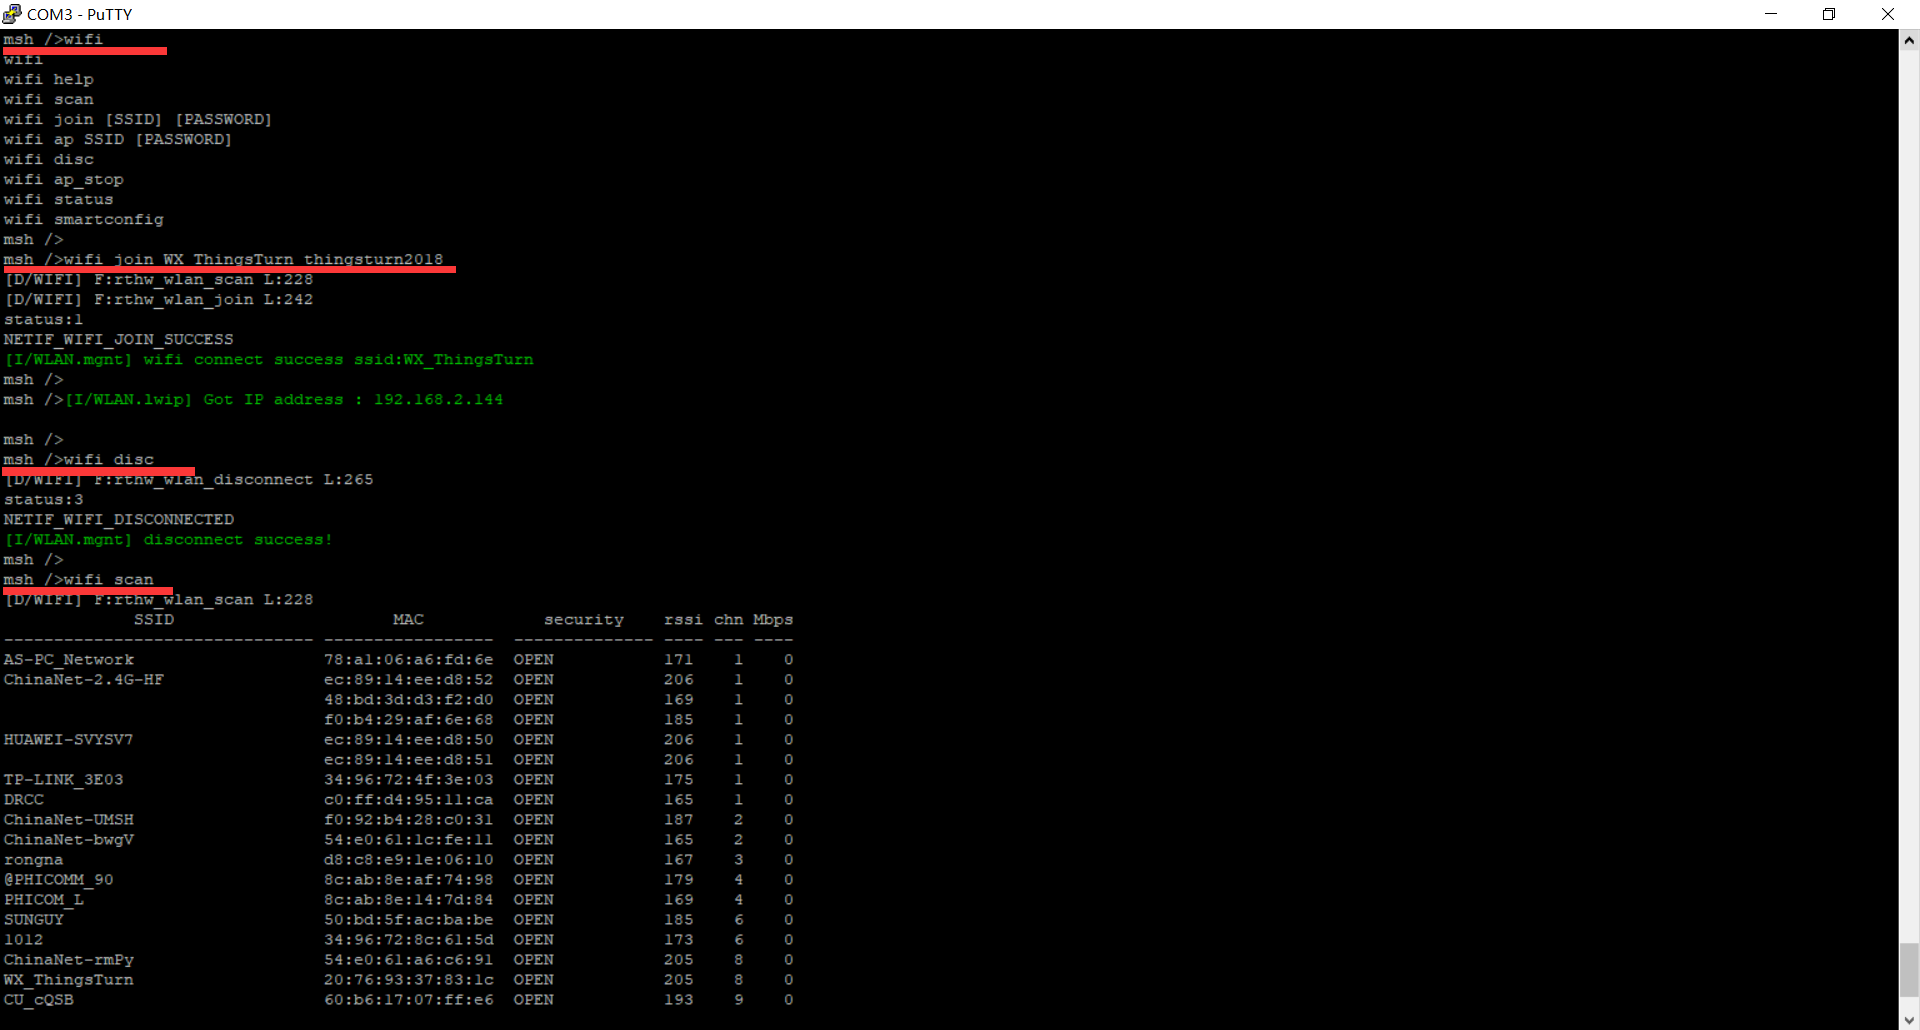 COM3 - PuTTY
msh />wifi
wifi
wifi help
wifi scan
wifi join [SSID] [PASSWORD]
wifi ap SSID [PASSWORD]
wifi disc
wifi ap_stop
wifi status
wifi smartconfig
msh />
msh />wifi join WX_ThingsTurn thingsturn2018
[D/WIFI] F:rthw_wlan_scan L:228
[D/WIFI] F:rthw_wlan_join L:242
status:1
NETIF_WIFI_JOIN_SUCCESS
[I/WLAN.mgnt] wifi connect success ssid:WX_ThingsTurn
msh />
msh />[I/WLAN.lwip] Got IP address : 192.168.2.144
msh />
msh />wifi disc
[D/WIFI] F:rthw_wlan_disconnect L:265
status:3
NETIF_WIFI_DISCONNECTED
[I/WLAN.mgnt] disconnect success!
msh />
msh />wifi scan
[D/WIFI] F:rthw_wlan_scan L:228
SSID MAC security rssi chn Mbps
------------------------------- ----------------- -------------- ---- --- ----
AS-PC_Network 78:a1:06:a6:fd:6e OPEN 171 1 0
ChinaNet-2.4G-HF ec:89:14:ee:d8:52 OPEN 206 1 0
48:bd:3d:d3:f2:d0 OPEN 169 1 0
f0:b4:29:af:6e:68 OPEN 185 1 0
HUAWEI-SVYSV7 ec:89:14:ee:d8:50 OPEN 206 1 0
ec:89:14:ee:d8:51 OPEN 206 1 0
TP-LINK_3E03 34:96:72:4f:3e:03 OPEN 175 1 0
DRCC c0:ff:d4:95:11:ca OPEN 165 1 0
ChinaNet-UMSH f0:92:b4:28:c0:31 OPEN 187 2 0
ChinaNet-bwgV 54:e0:61:1c:fe:11 OPEN 165 2 0
rongna d8:c8:e9:1e:06:10 OPEN 167 3 0
@PHICOMM_90 8c:ab:8e:af:74:98 OPEN 179 4 0
PHICOM_L 8c:ab:8e:14:7d:84 OPEN 169 4 0
SUNGUY 50:bd:5f:ac:ba:be OPEN 185 6 0
1012 34:96:72:8c:61:5d OPEN 173 6 0
ChinaNet-rmPy 54:e0:61:a6:c6:91 OPEN 205 8 0
WX_ThingsTurn 20:76:93:37:83:1c OPEN 205 8 0
CU_cQSB 60:b6:17:07:ff:e6 OPEN 193 9 0